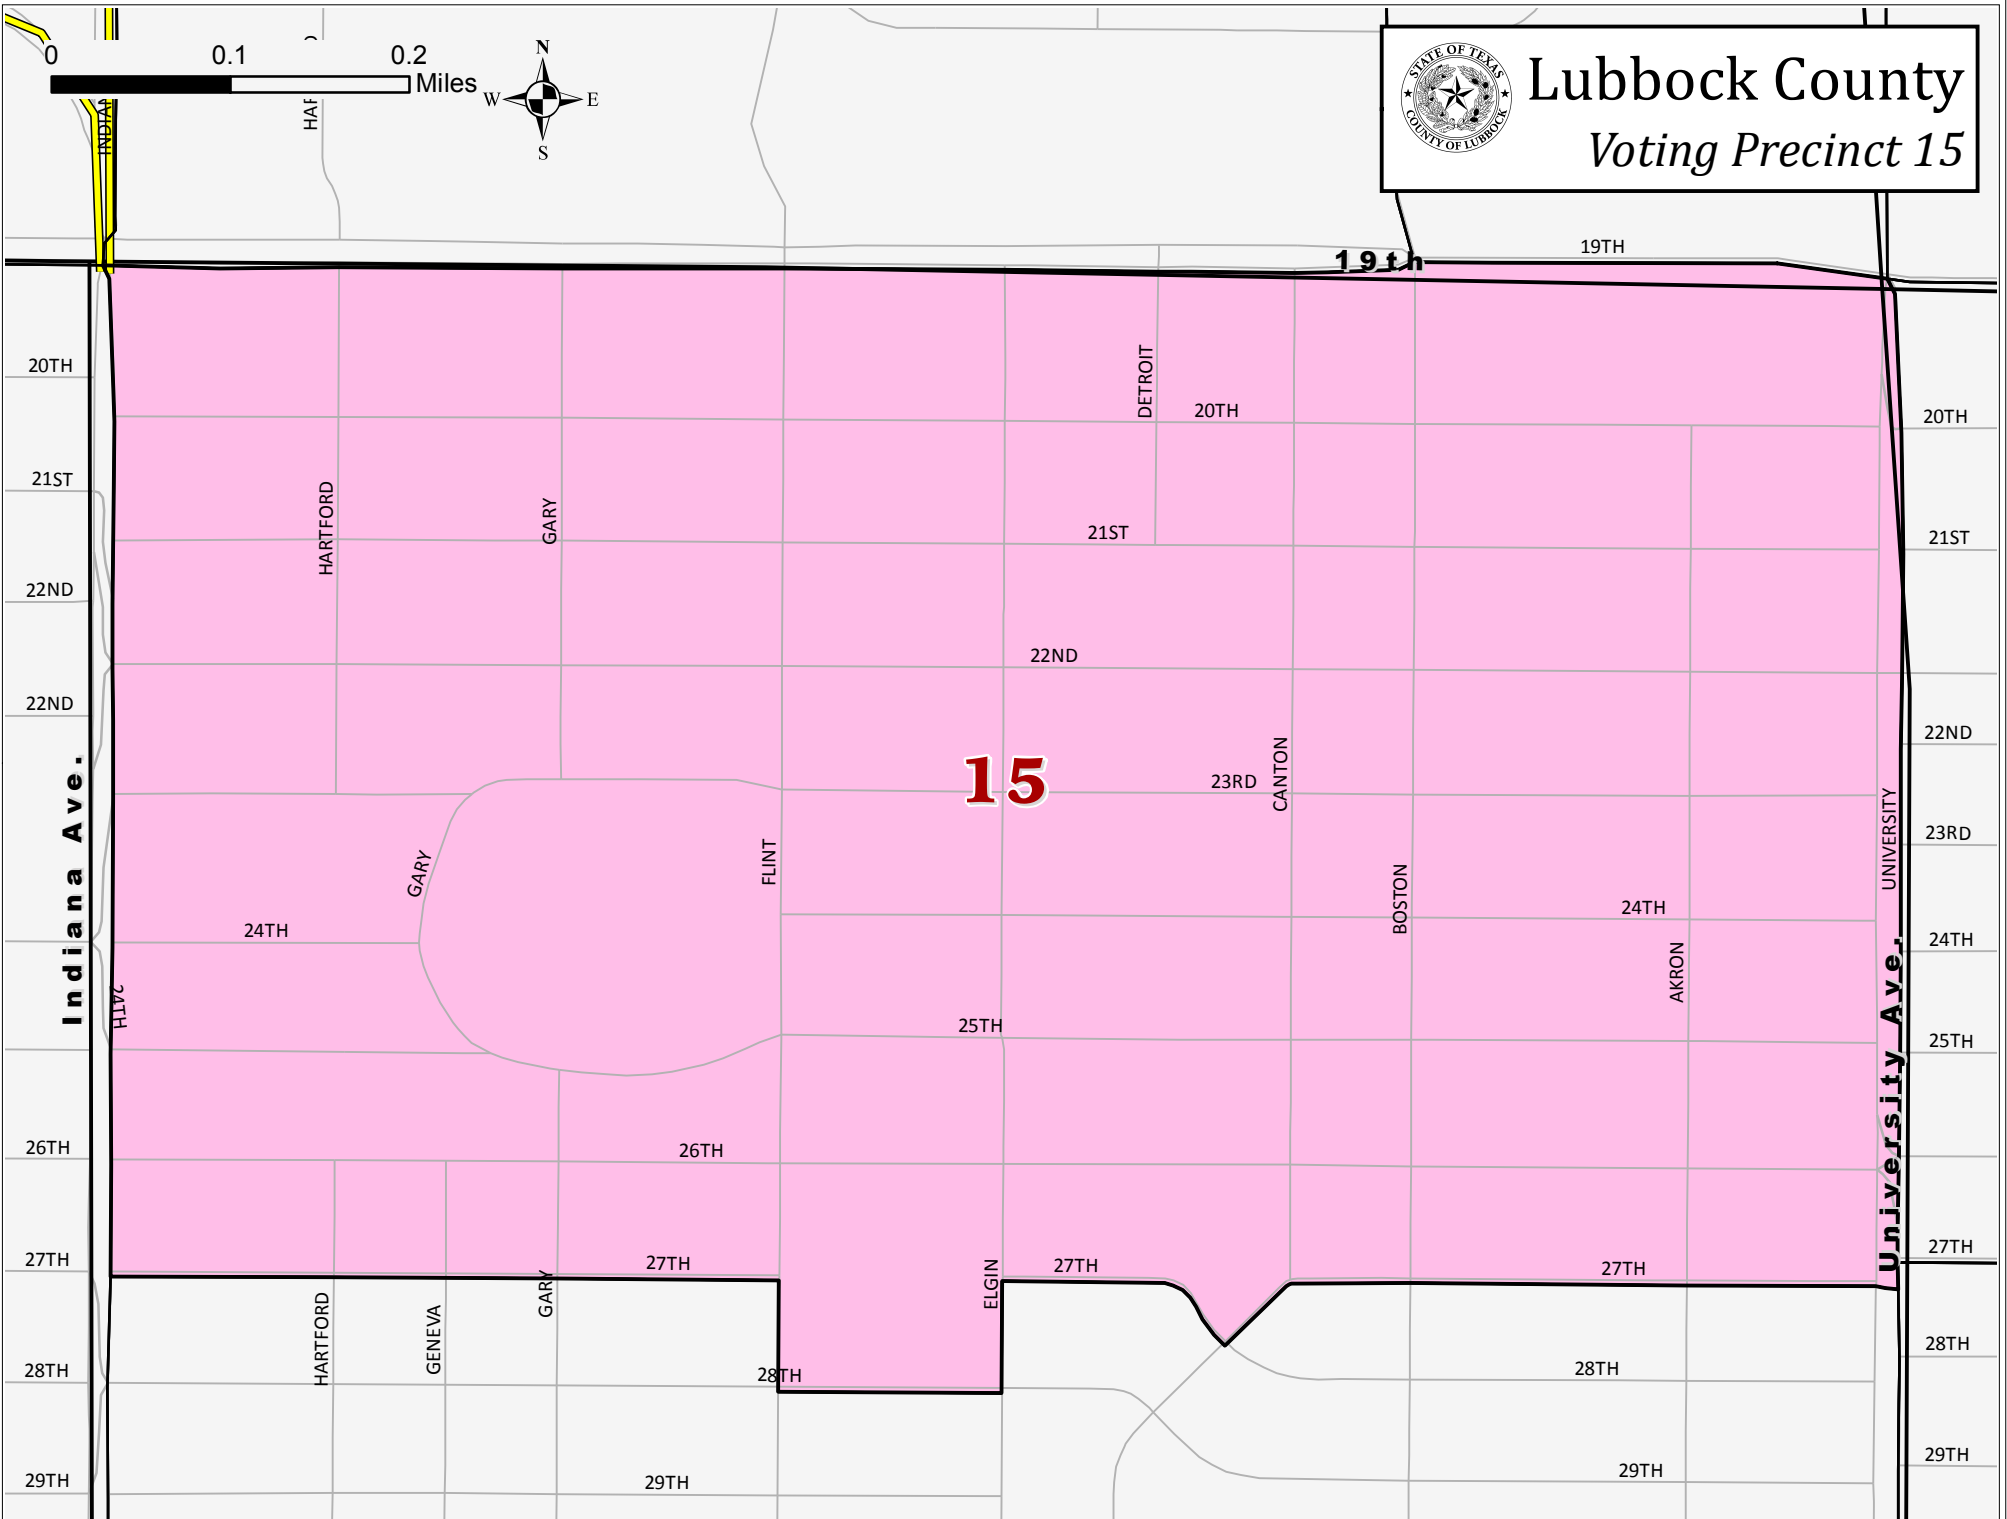 0 0.1 0.2
Miles
N
W E
S
STATE OF TEXAS
COUNTY OF LUBBOCK
Lubbock County
Voting Precinct 15
19TH
19th
20TH
DETROIT
20TH
20TH
21ST
HARTFORD
GARY
21ST
21ST
22ND
22ND
22ND
22ND
Indiana Ave.
15
23RD
CANTON
UNIVERSITY
23RD
GARY
FLINT
BOSTON
24TH
24TH
24TH
AKRON
University Ave.
24TH
25TH
25TH
26TH
26TH
27TH
27TH
GARY
ELGIN
27TH
27TH
27TH
HARTFORD
GENEVA
28TH
28TH
28TH
28TH
29TH
29TH
29TH
29TH